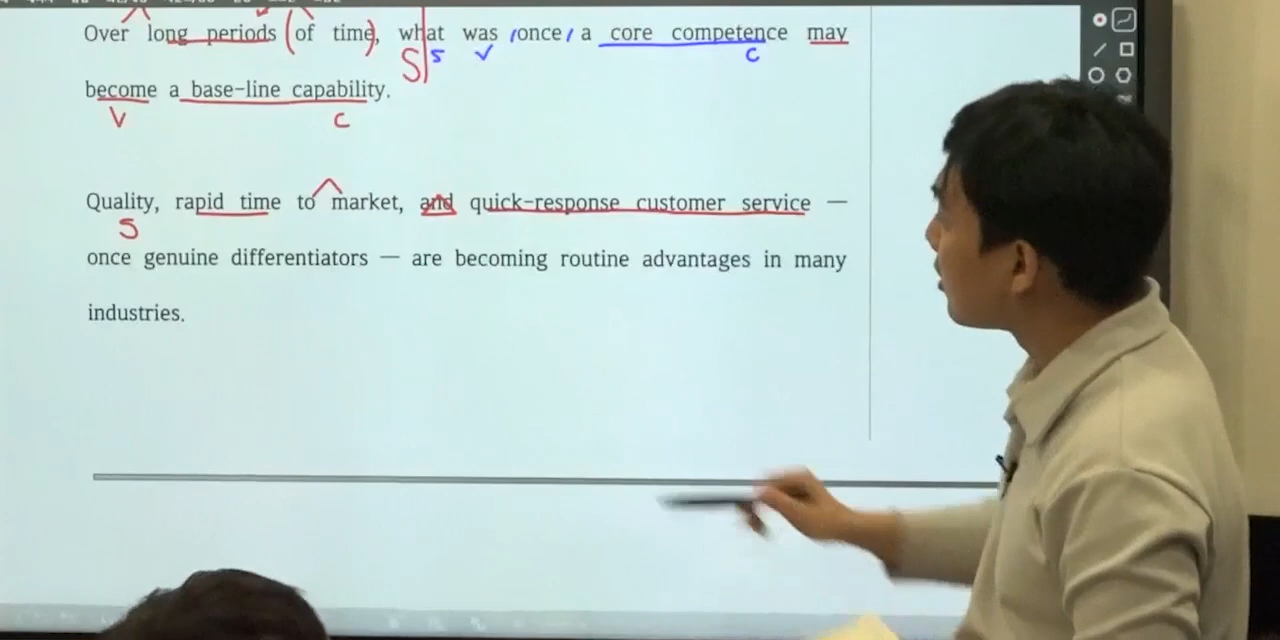 Over long periods (of time), what was /once/ a core competence may
S s v c
become a base-line capability.
V C
Quality, rapid time to market, and quick-response customer service —
S
once genuine differentiators — are becoming routine advantages in many
industries.